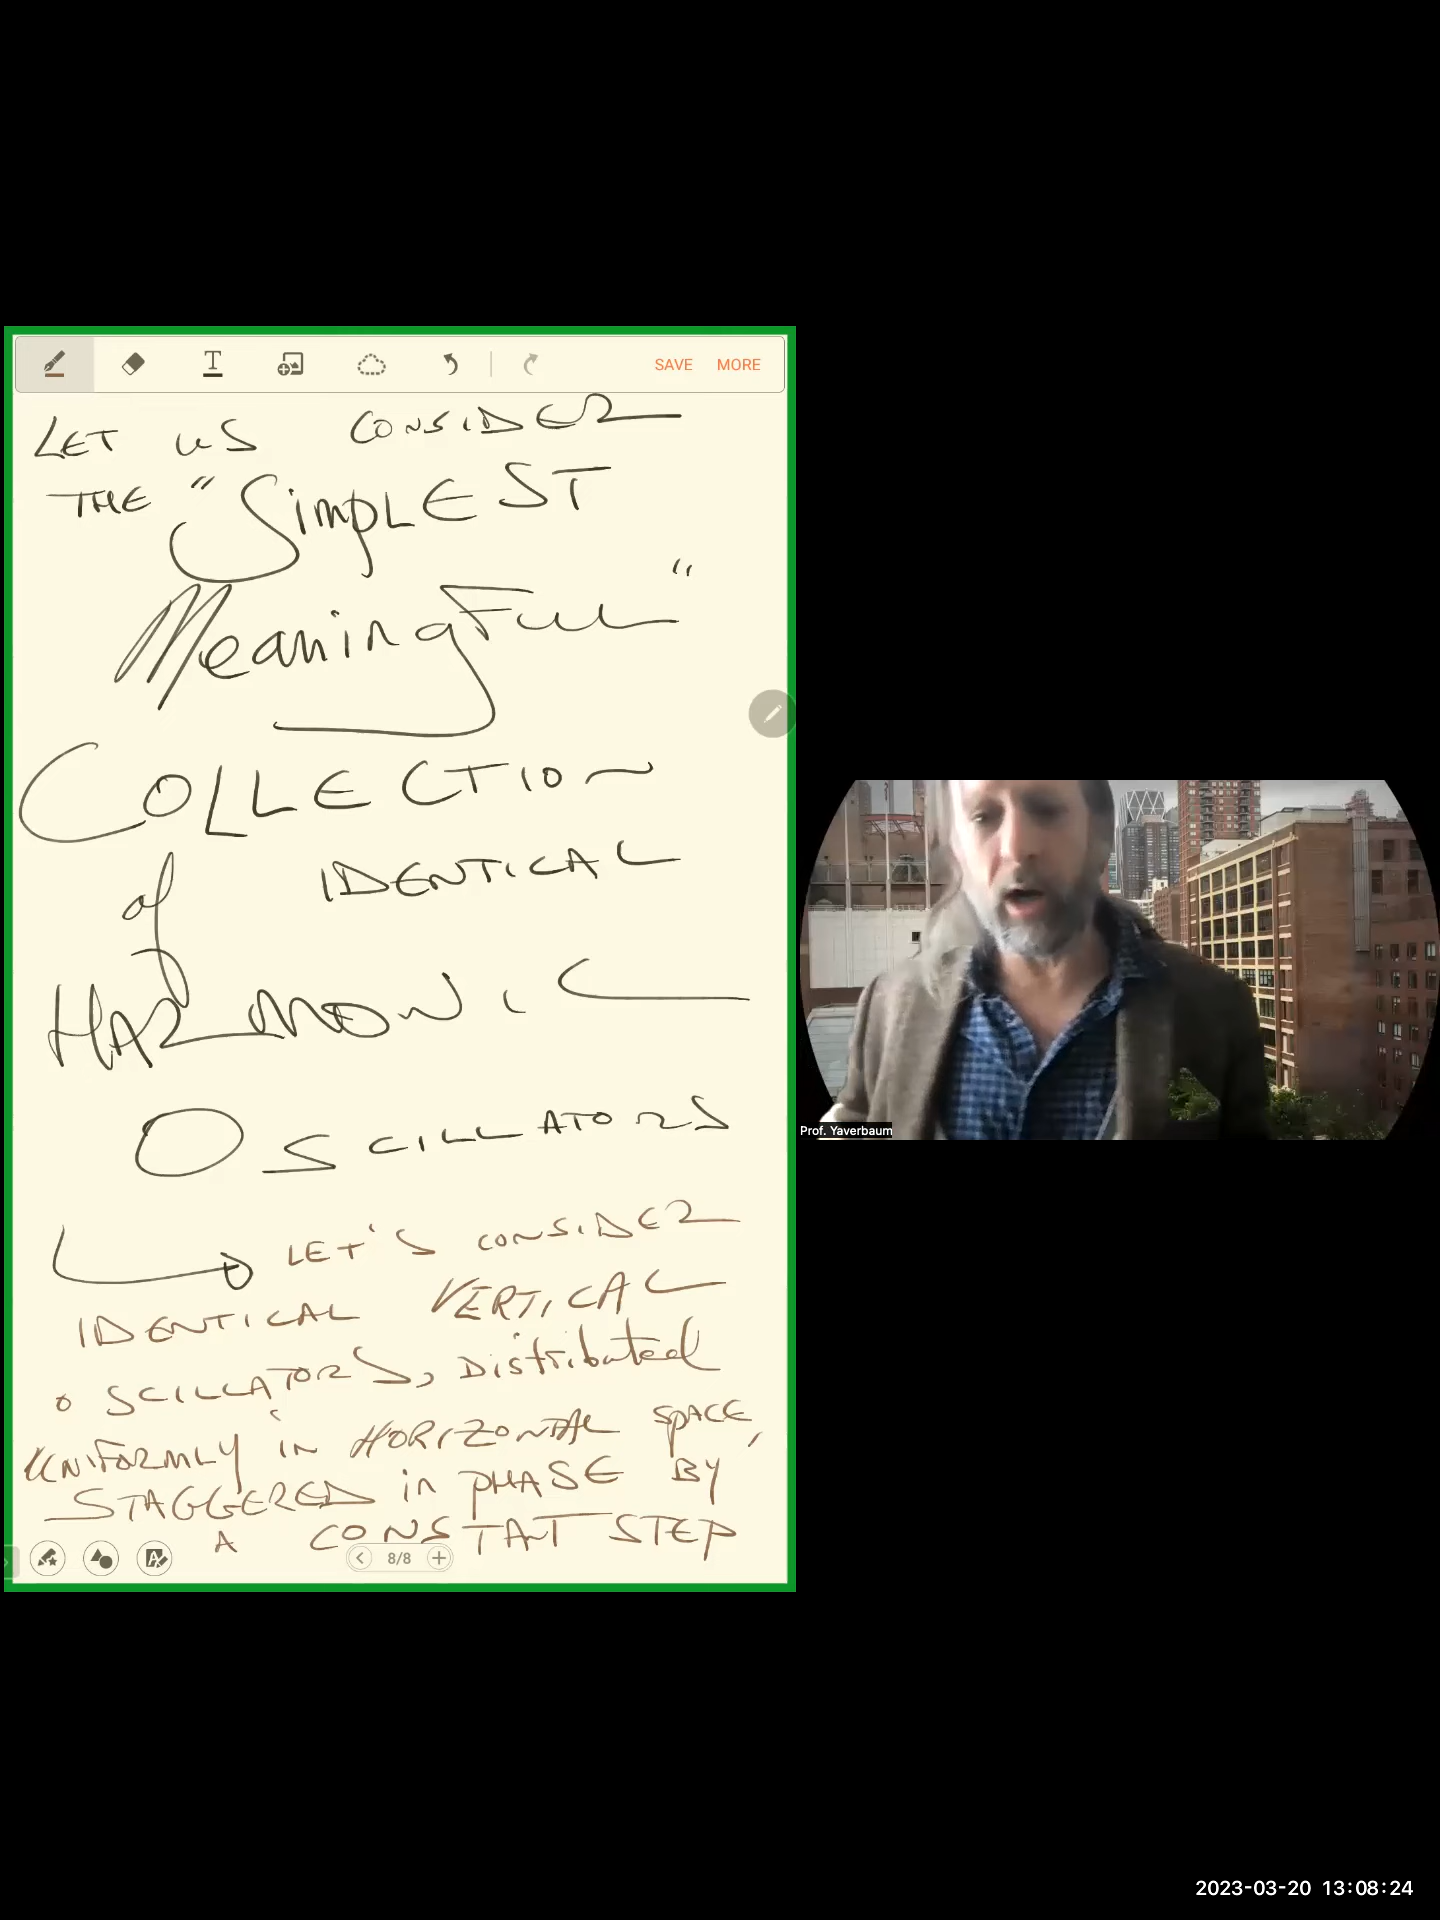 T
SAVE MORE
LET US CONSIDER
THE "SIMPLEST
MeaningFul"
COLLECTION
of IDENTICAL
HARMONIC
OSCILLATORS
LET'S CONSIDER
IDENTICAL VERTICAL
OSCILLATORS, Distributed
UNIFORMLY IN HORIZONTAL SPACE,
STAGGERED in PHASE BY
A CONSTANT STEP
8/8
Prof. Yaverbaum
2023-03-20 13:08:24